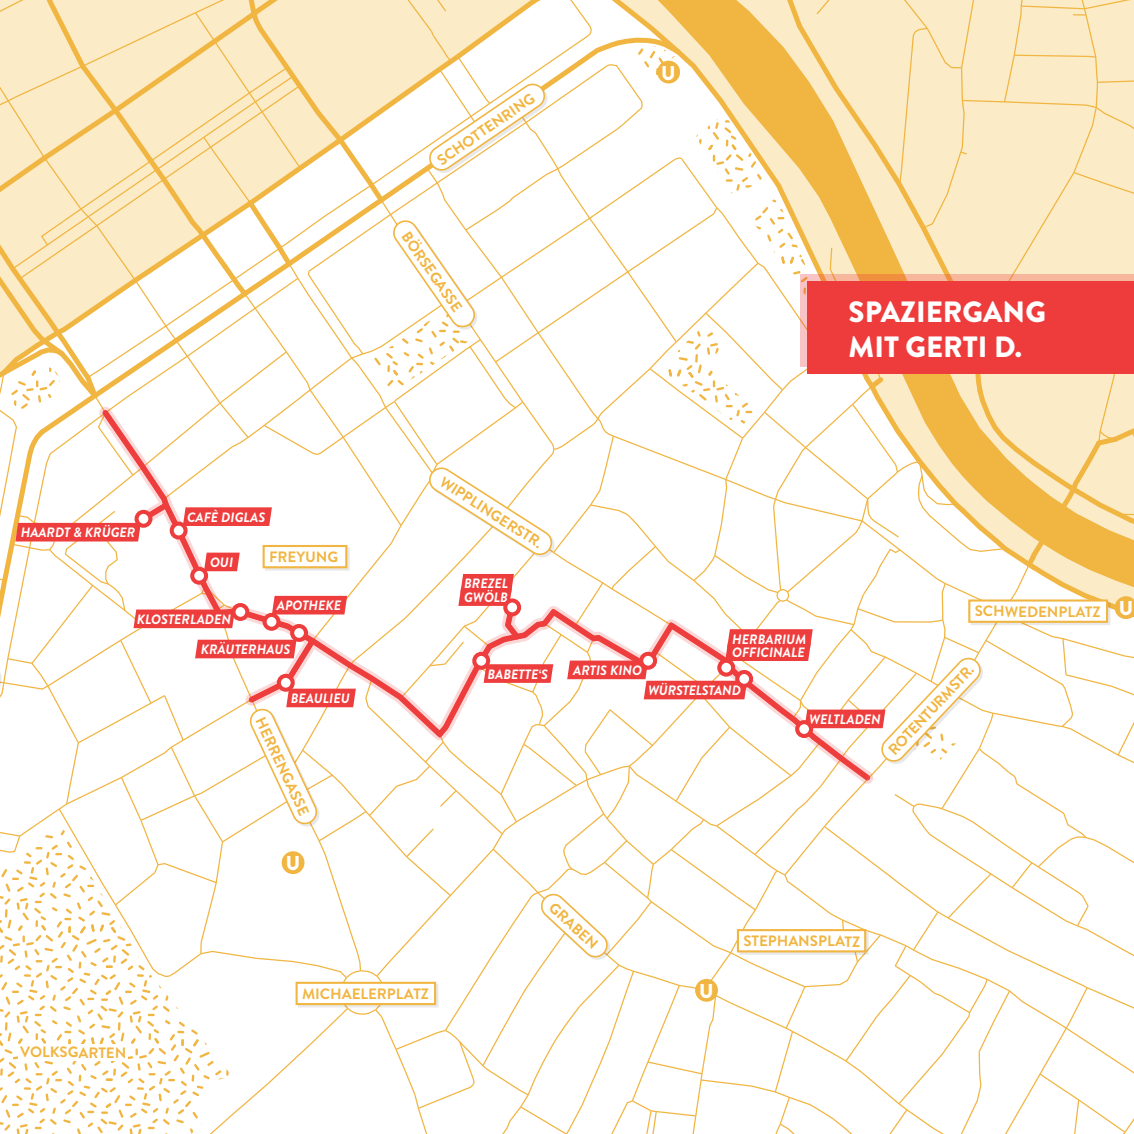 U
SCHOTTENRING
BÖRSEGASSE
SPAZIERGANG
MIT GERTI D.
WIPPLINGERSTR.
CAFÈ DIGLAS
HAARDT & KRÜGER
FREYUNG
OUI
BREZEL
GWÖLB
APOTHEKE
KLOSTERLADEN
SCHWEDENPLATZ
U
KRÄUTERHAUS
HERBARIUM
OFFICINALE
ARTIS KINO
BABETTE'S
WÜRSTELSTAND
BEAULIEU
ROTENTURMSTR.
WELTLADEN
HERRENGASSE
U
GRABEN
STEPHANSPLATZ
U
MICHAELERPLATZ
VOLKSGARTEN